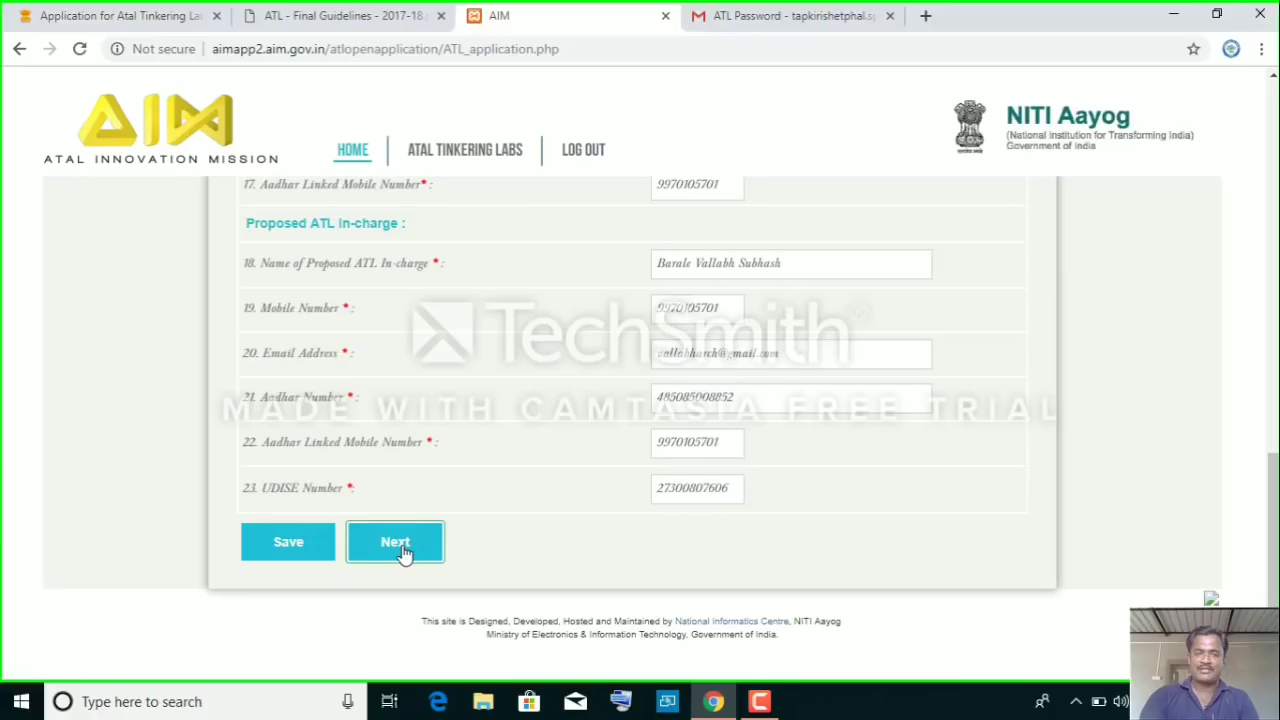 Application for Atal Tinkering La
ATL - Final Guidelines - 2017-18
AIM
ATL Password - tapkirishetphal.s
Not secure
aimapp2.aim.gov.in/atlopenapplication/ATL_application.php
AIM
ATAL INNOVATION MISSION
HOME
ATAL TINKERING LABS
LOG OUT
NITI Aayog
(National Institution for Transforming India)
Government of India
17. Aadhar Linked Mobile Number* :
9970105701
Proposed ATL In-charge :
18. Name of Proposed ATL In-charge * :
Barale Vallabh Subhash
19. Mobile Number * :
9970105701
20. Email Address * :
vallabharch@gmail.com
21. Aadhar Number * :
485085008852
22. Aadhar Linked Mobile Number * :
9970105701
23. UDISE Number *:
27300807606
TechSmith®
MADE WITH CAMTASIA FREE TRIAL
Save
Next
This site is Designed, Developed, Hosted and Maintained by National Informatics Centre, NITI Aayog
Ministry of Electronics & Information Technology, Government of India.
Type here to search